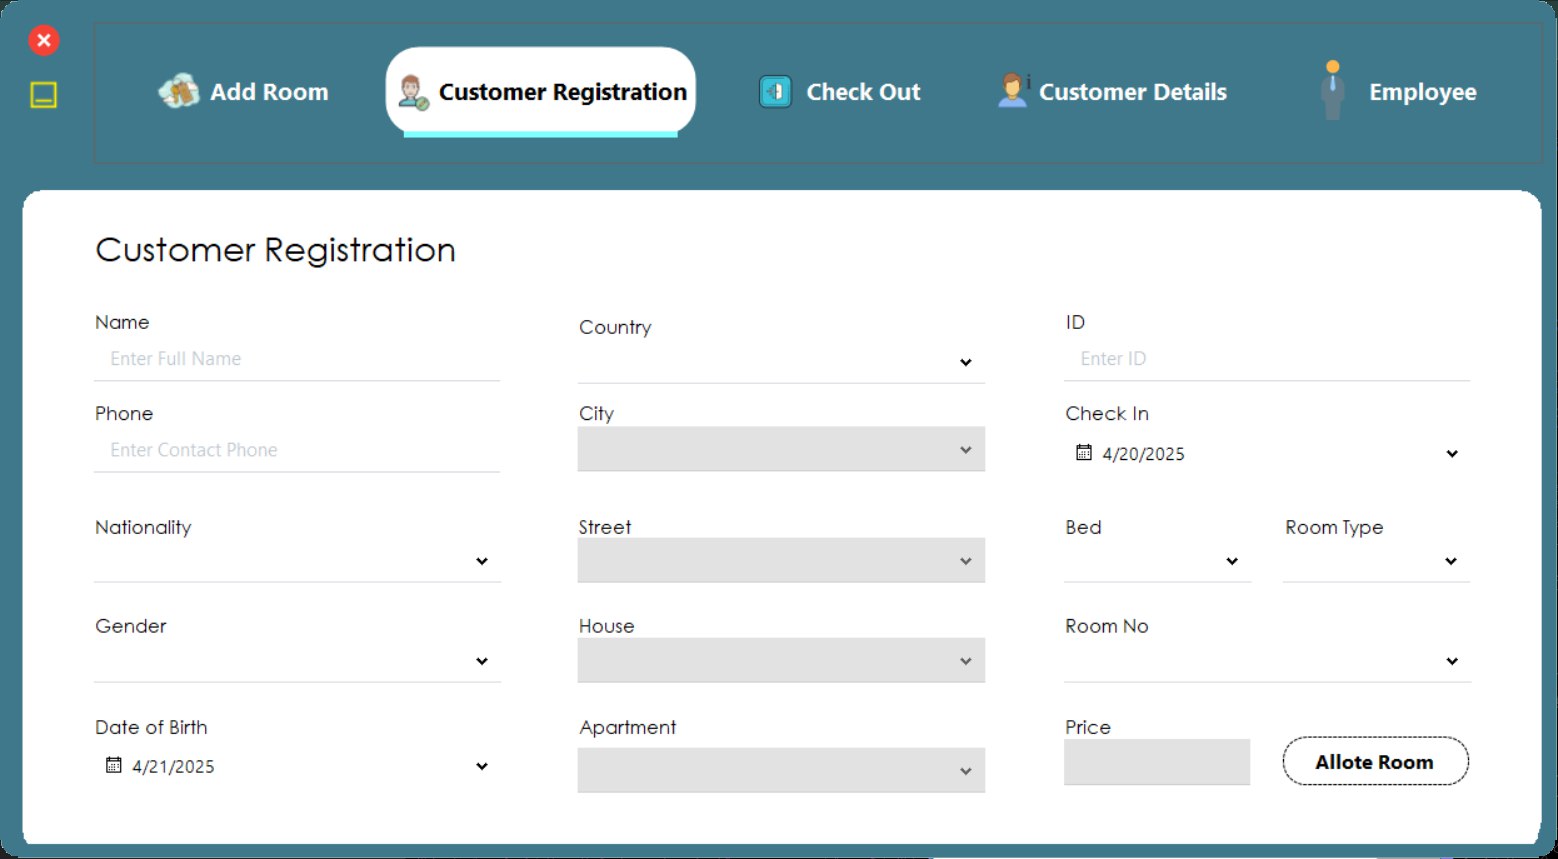 Add Room
Customer Registration
Check Out
Customer Details
Employee
Customer Registration
Name
Enter Full Name
Country
ID
Enter ID
Phone
Enter Contact Phone
City
Check In
4/20/2025
Nationality
Street
Bed
Room Type
Gender
House
Room No
Date of Birth
4/21/2025
Apartment
Price
Allote Room